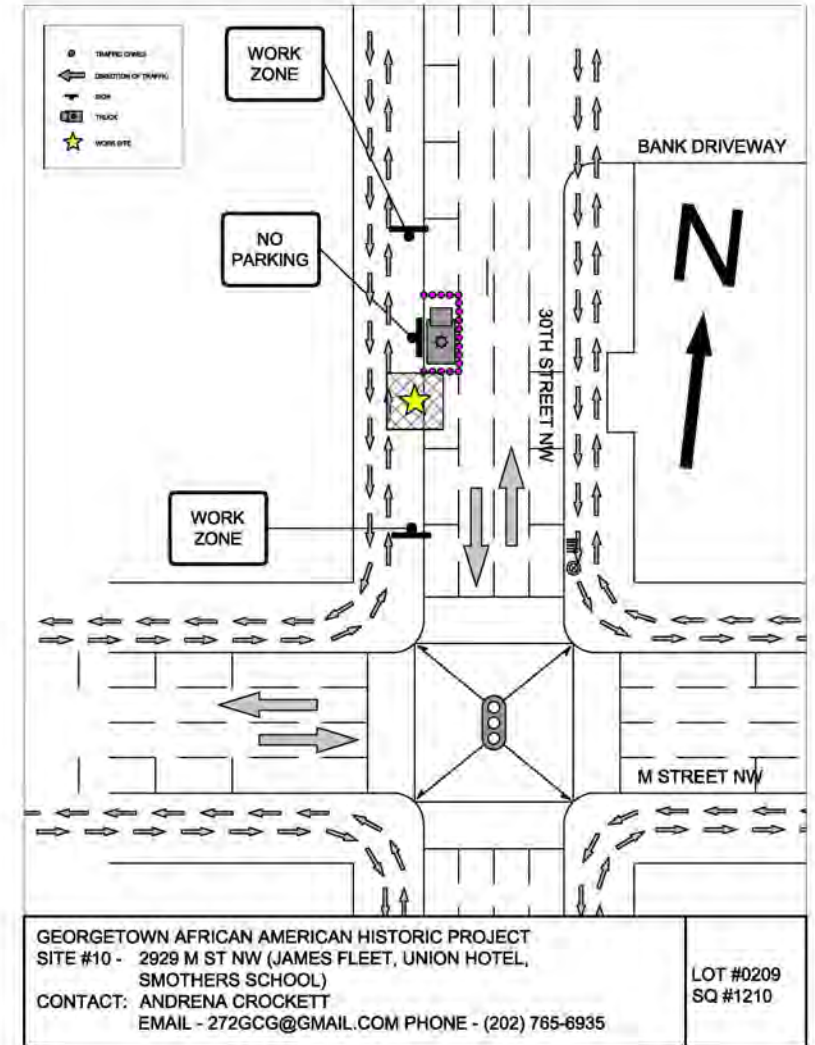 TRAFFIC CONES
DIRECTION OF TRAFFIC
SIGN
TRUCK
WORK SITE
WORK
ZONE
BANK DRIVEWAY
N
NO
PARKING
30TH STREET NW
WORK
ZONE
M STREET NW
GEORGETOWN AFRICAN AMERICAN HISTORIC PROJECT
SITE #10 - 2929 M ST NW (JAMES FLEET, UNION HOTEL,
SMOTHERS SCHOOL)
CONTACT: ANDRENA CROCKETT
EMAIL - 272GCG@GMAIL.COM PHONE - (202) 765-6935
LOT #0209
SQ #1210